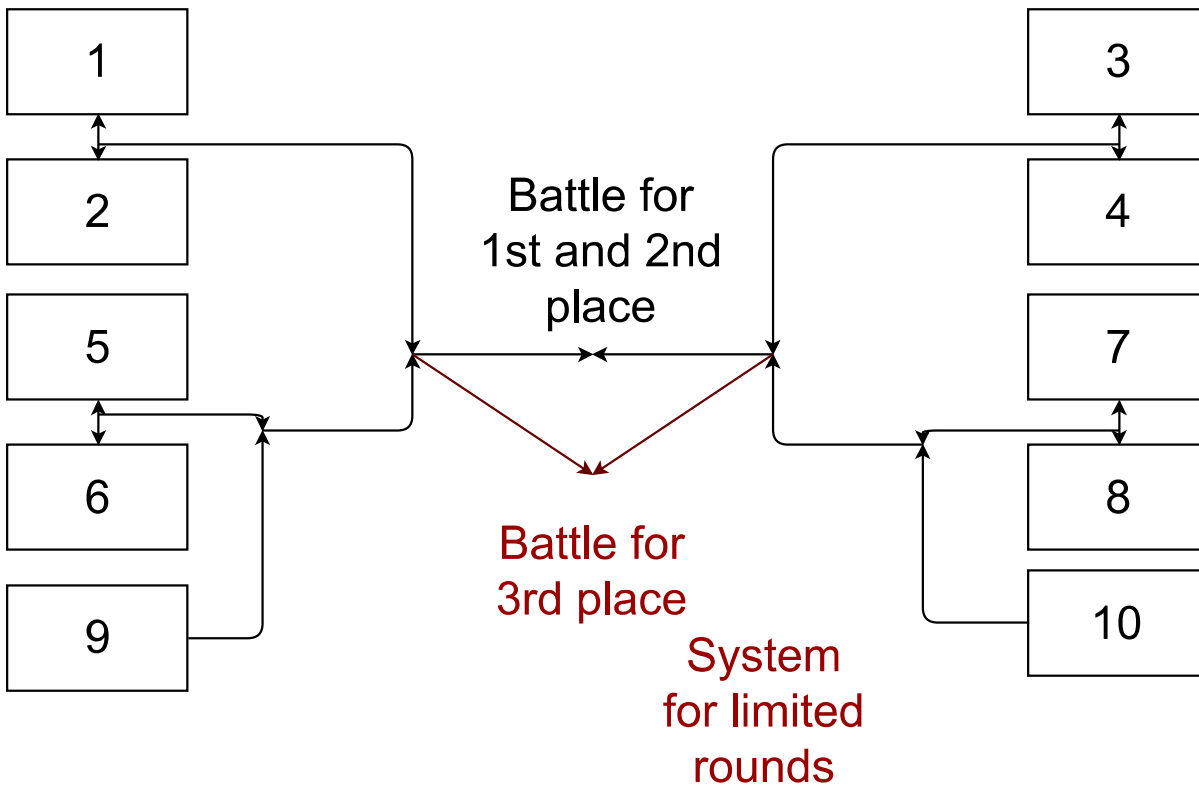 1
3
2
4
Battle for
1st and 2nd
place
5
7
6
8
Battle for
3rd place
9
10
System
for limited
rounds